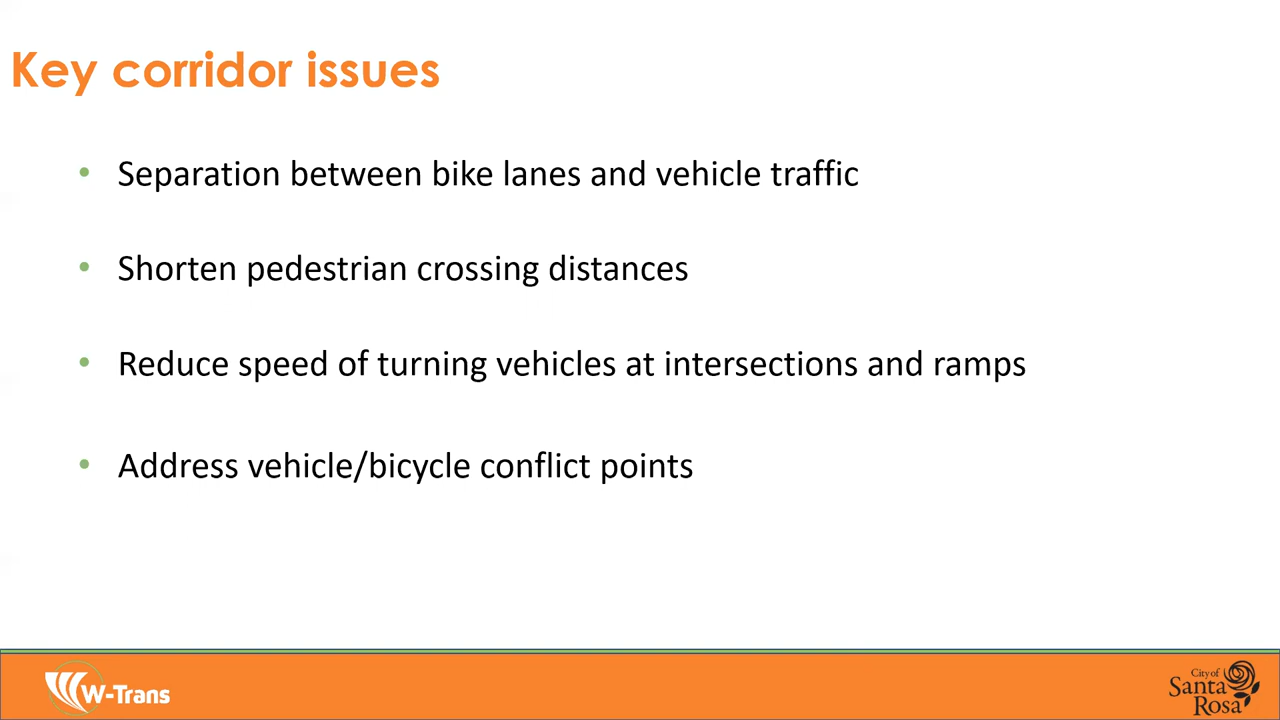 Key corridor issues
• Separation between bike lanes and vehicle traffic
• Shorten pedestrian crossing distances
• Reduce speed of turning vehicles at intersections and ramps
• Address vehicle/bicycle conflict points
W-Trans
City of
Santa
Rosa